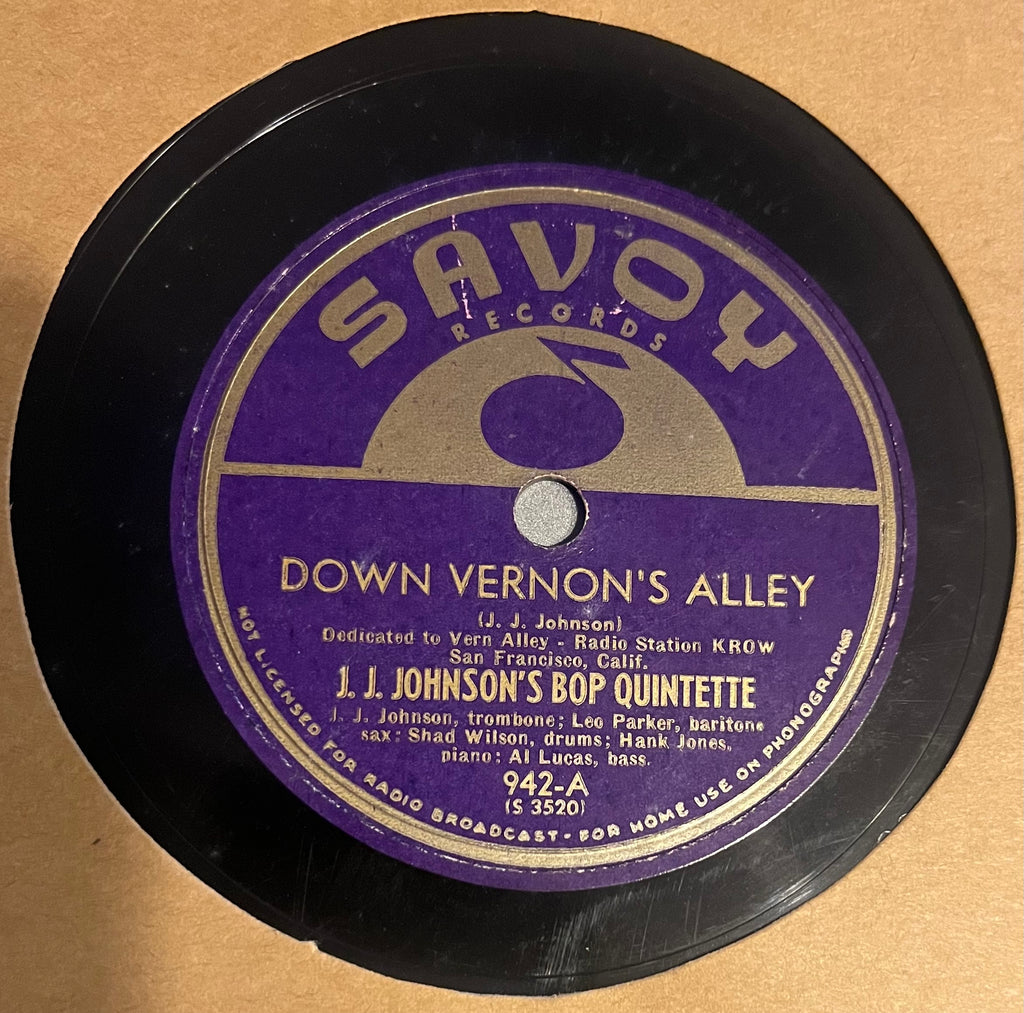 SAVOY
RECORDS
DOWN VERNON'S ALLEY
(J. J. Johnson)
Dedicated to Vern Alley - Radio Station KROW
San Francisco, Calif.
J. J. JOHNSON'S BOP QUINTETTE
J. J. Johnson, trombone; Leo Parker, baritone
sax: Shad Wilson, drums; Hank Jones,
piano: Al Lucas, bass.
942-A
(S 3520)
NOT LICENSED FOR RADIO BROADCAST - FOR HOME USE ON PHONOGRAPHS